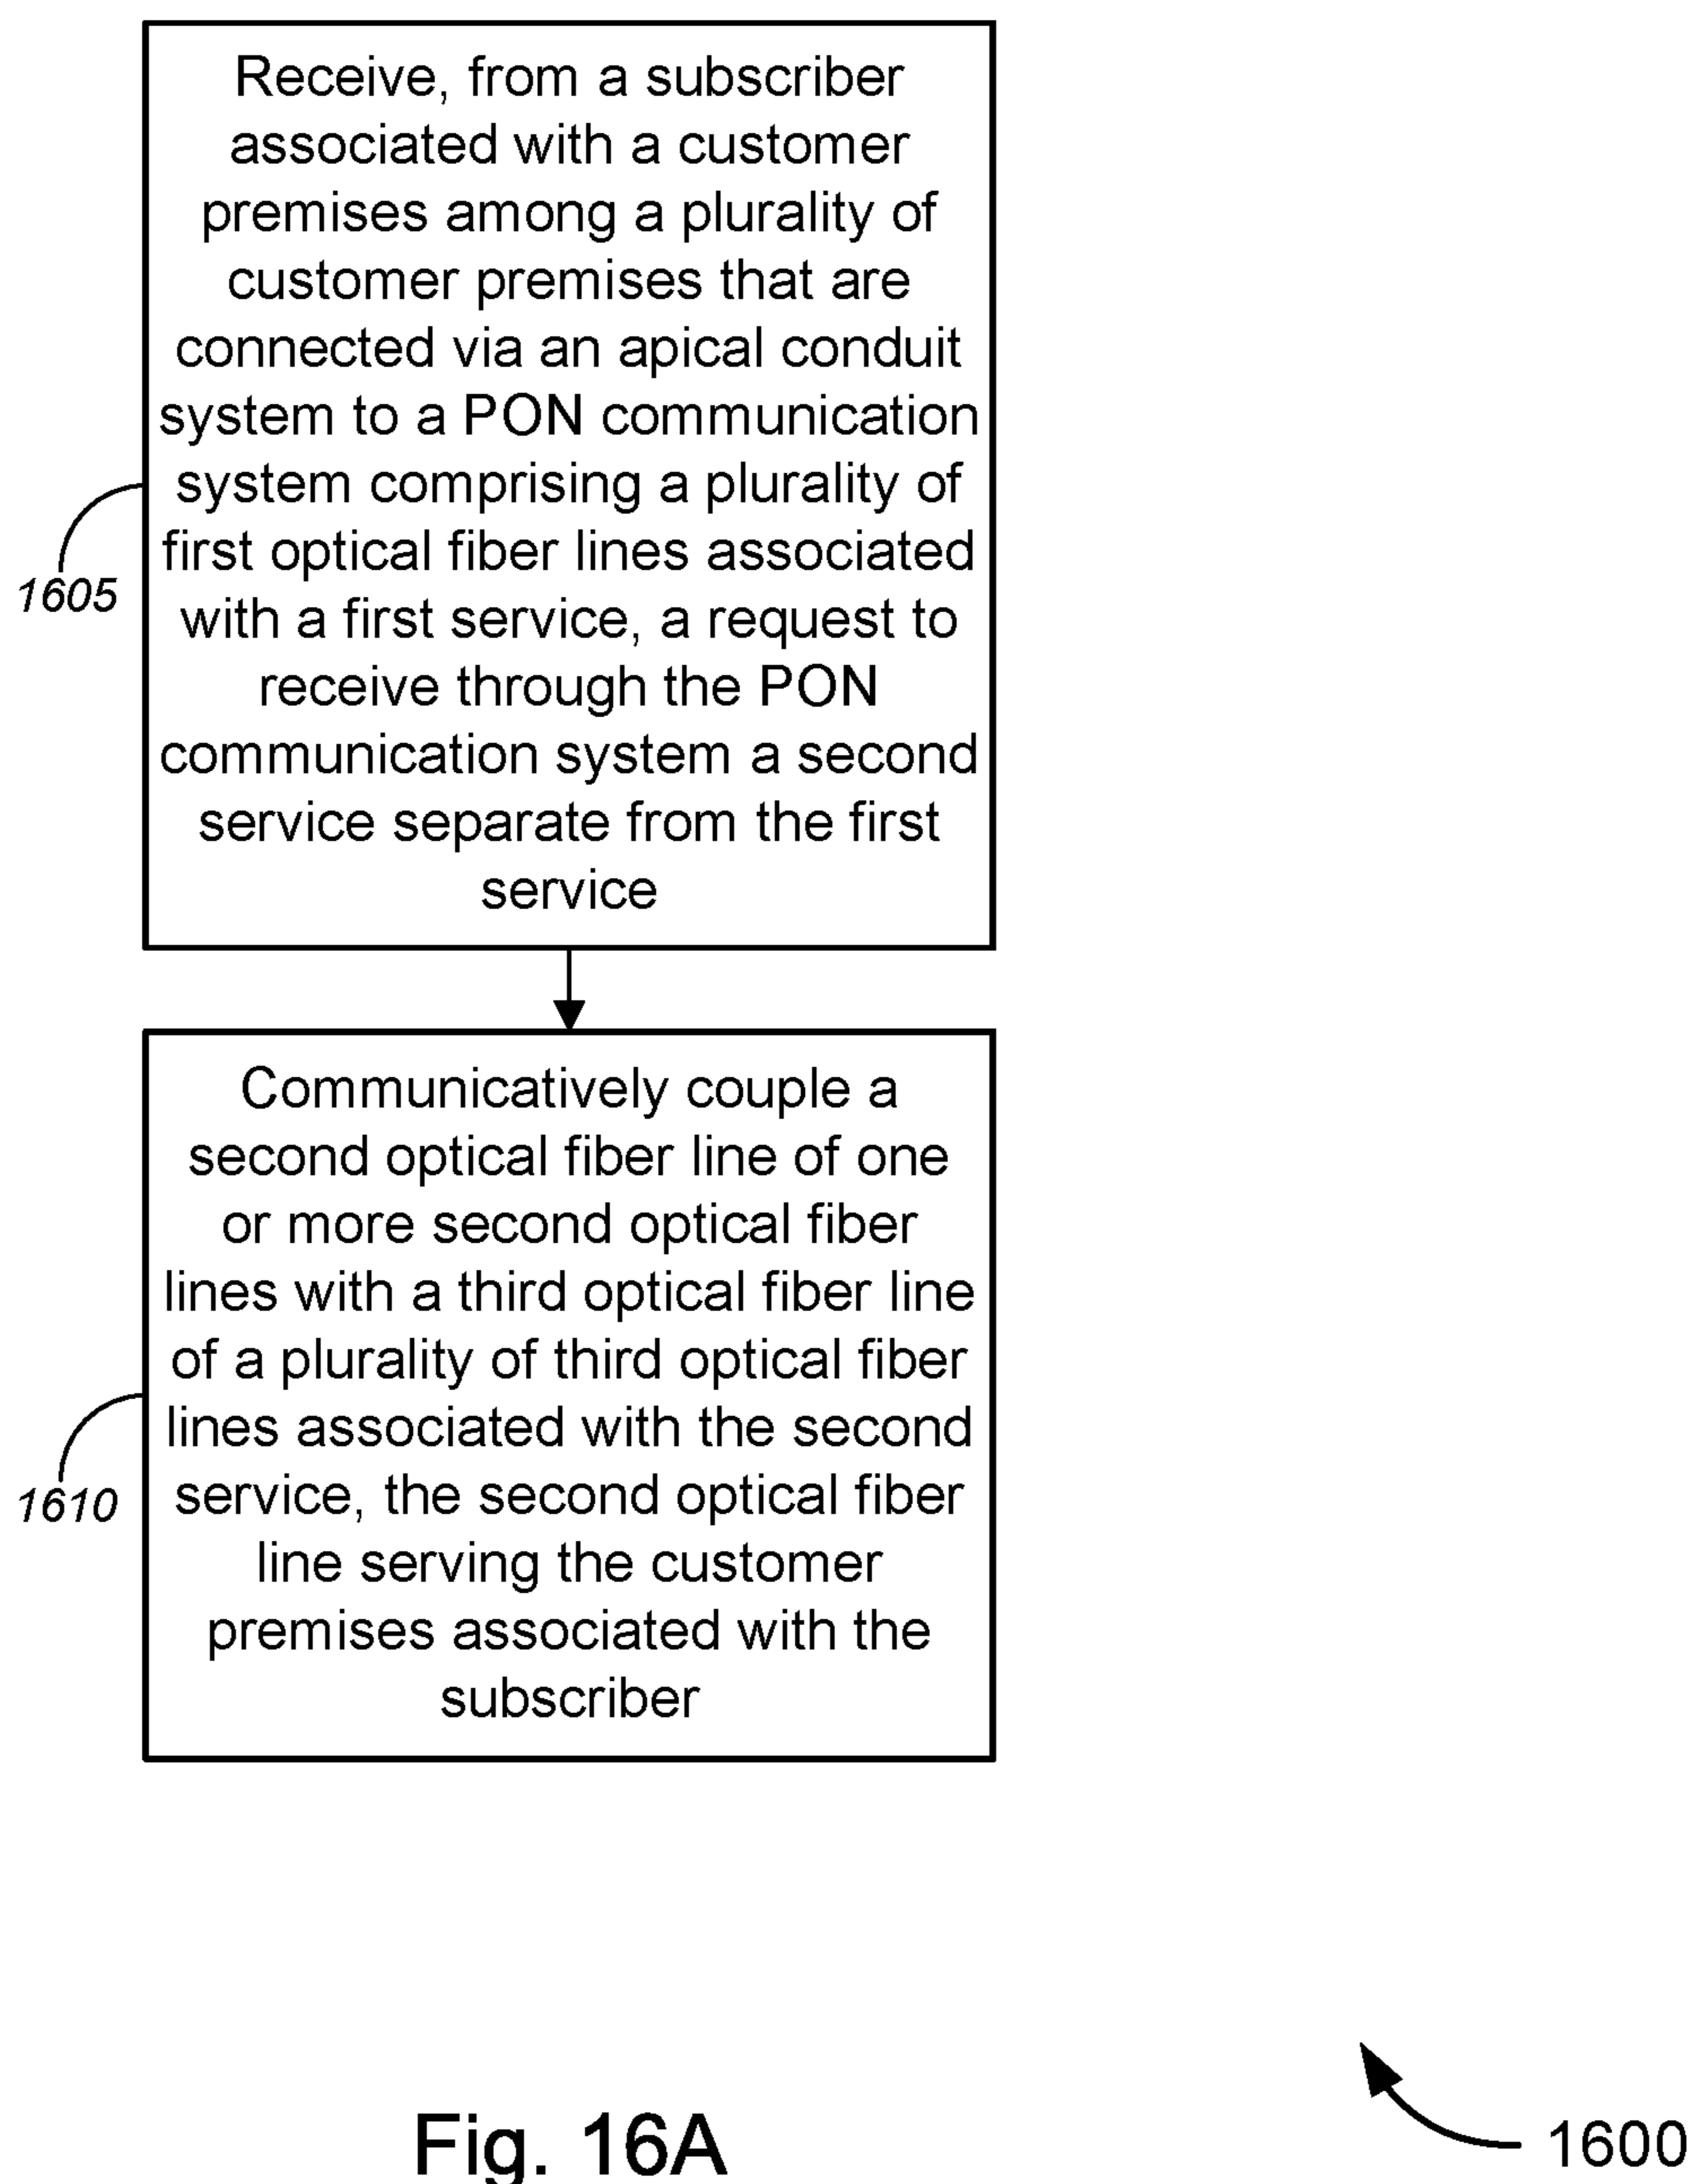 Receive, from a subscriber
associated with a customer
premises among a plurality of
customer premises that are
connected via an apical conduit
system to a PON communication
system comprising a plurality of
first optical fiber lines associated
with a first service, a request to
receive through the PON
communication system a second
service separate from the first
service
1605
Communicatively couple a
second optical fiber line of one
or more second optical fiber
lines with a third optical fiber line
of a plurality of third optical fiber
lines associated with the second
service, the second optical fiber
line serving the customer
premises associated with the
subscriber
1610
Fig. 16A
1600